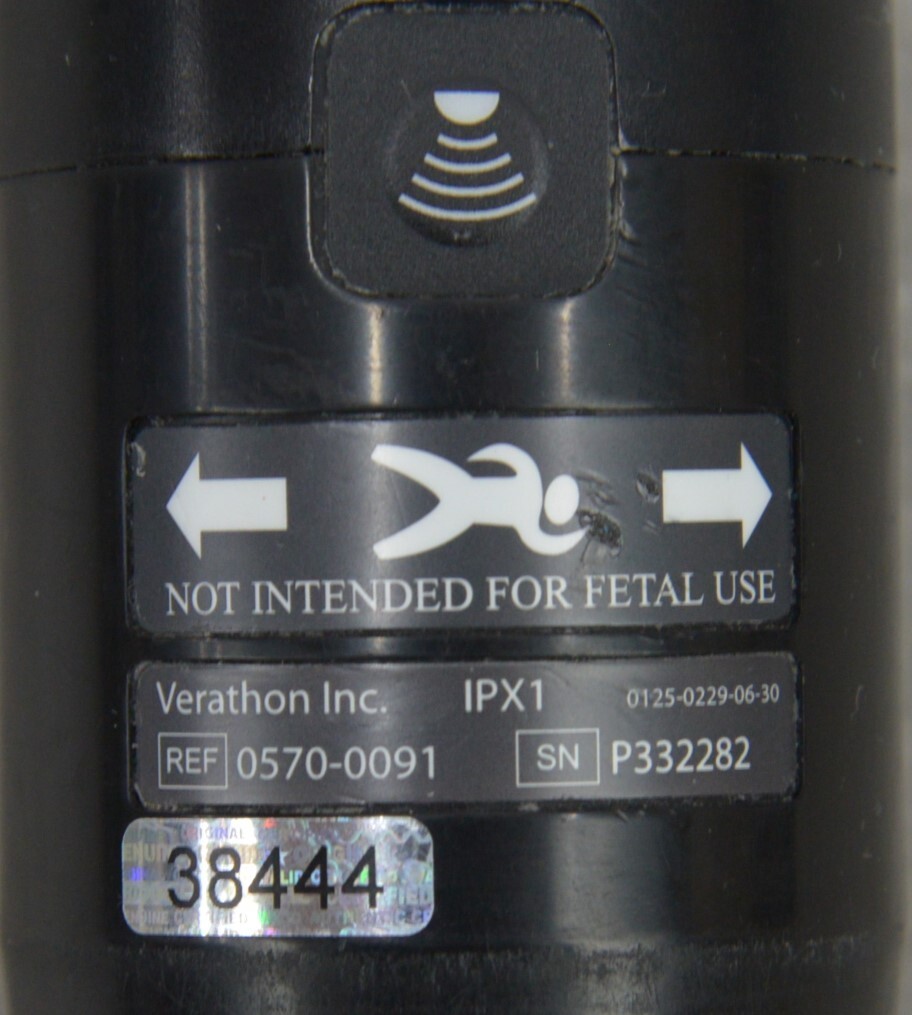 NOT INTENDED FOR FETAL USE
Verathon Inc. IPX1 0125-0229-06-30
REF 0570-0091 SN P332282
38444